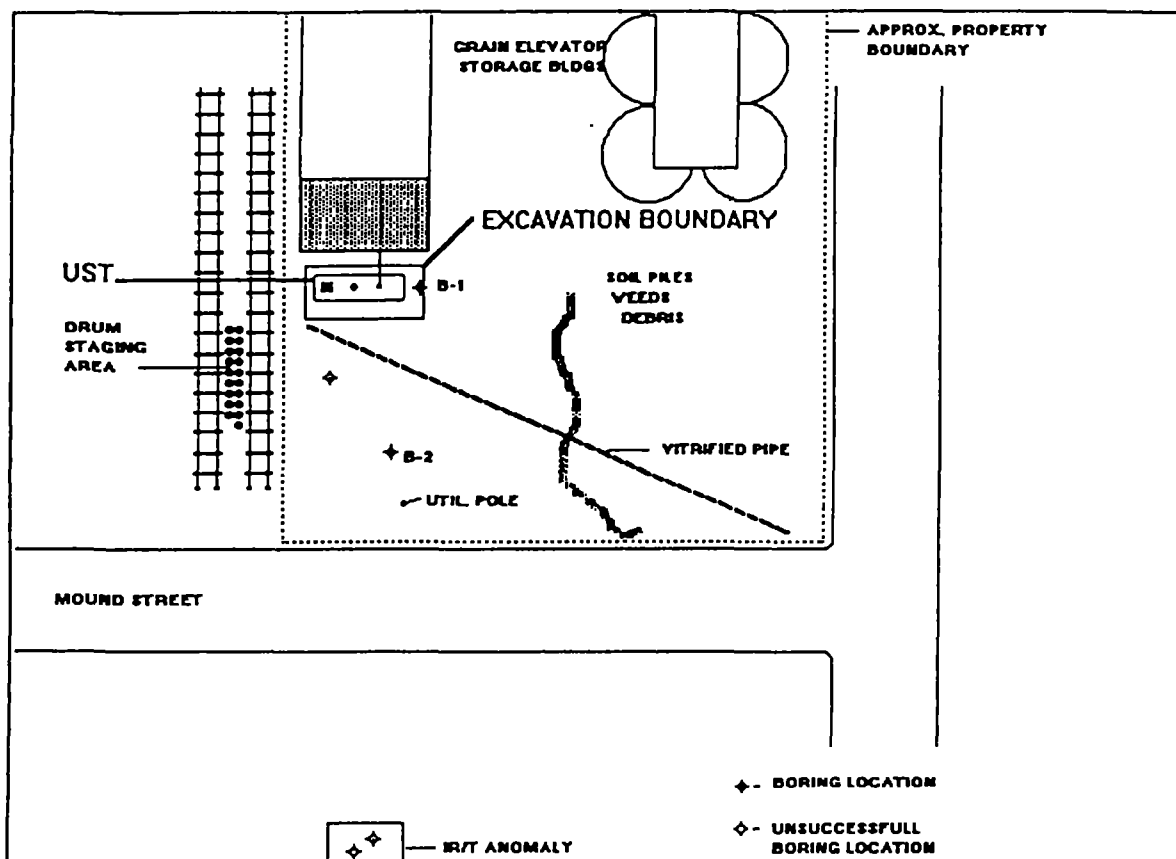 GRAIN ELEVATOR
STORAGE BLDGS
APPROX. PROPERTY
BOUNDARY
EXCAVATION BOUNDARY
UST
B-1
SOIL PILES
WEEDS
DEBRIS
DRUM
STAGING
AREA
B-2
VITRIFIED PIPE
UTIL. POLE
MOUND STREET
- BORING LOCATION
- UNSUCCESSFULL
BORING LOCATION
IR/T ANOMALY